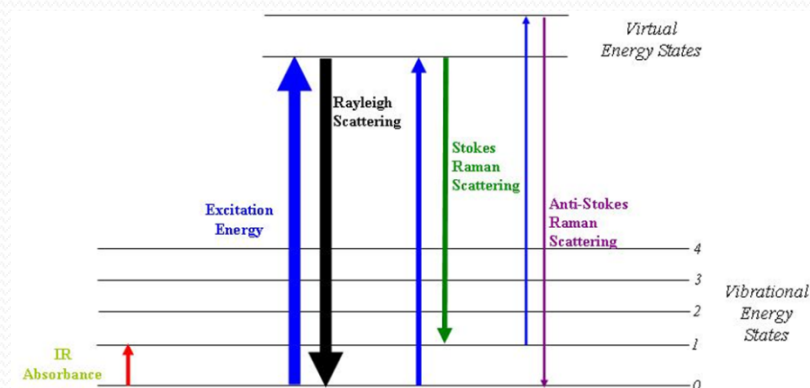 Virtual
Energy States
Rayleigh
Scattering
Stokes
Raman
Scattering
Excitation
Energy
Anti-Stokes
Raman
Scattering
4
3
2
1
0
Vibrational
Energy
States
IR
Absorbance